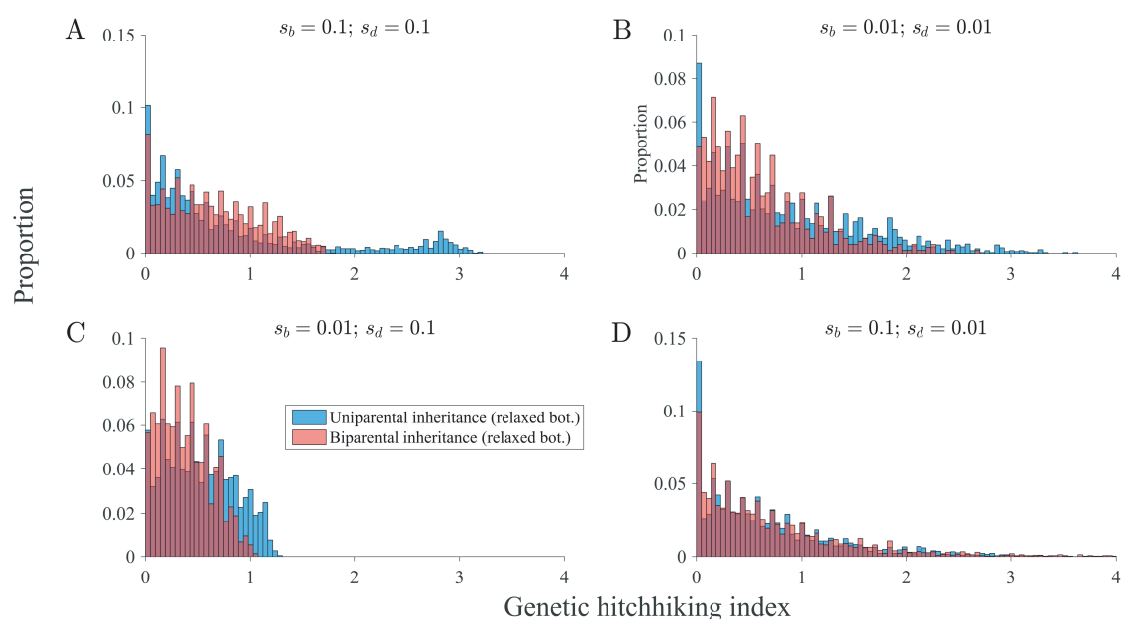 A
s_b = 0.1; s_d = 0.1
0.15
0.1
0.05
0
0 1 2 3 4
B
s_b = 0.01; s_d = 0.01
0.1
0.08
0.06
0.04
0.02
0
0 1 2 3 4
Proportion
Proportion
C
s_b = 0.01; s_d = 0.1
0.1
0.08
0.06
0.04
0.02
0
0 1 2 3 4
Uniparental inheritance (relaxed bot.)
Biparental inheritance (relaxed bot.)
D
s_b = 0.1; s_d = 0.01
0.15
0.1
0.05
0
0 1 2 3 4
Genetic hitchhiking index